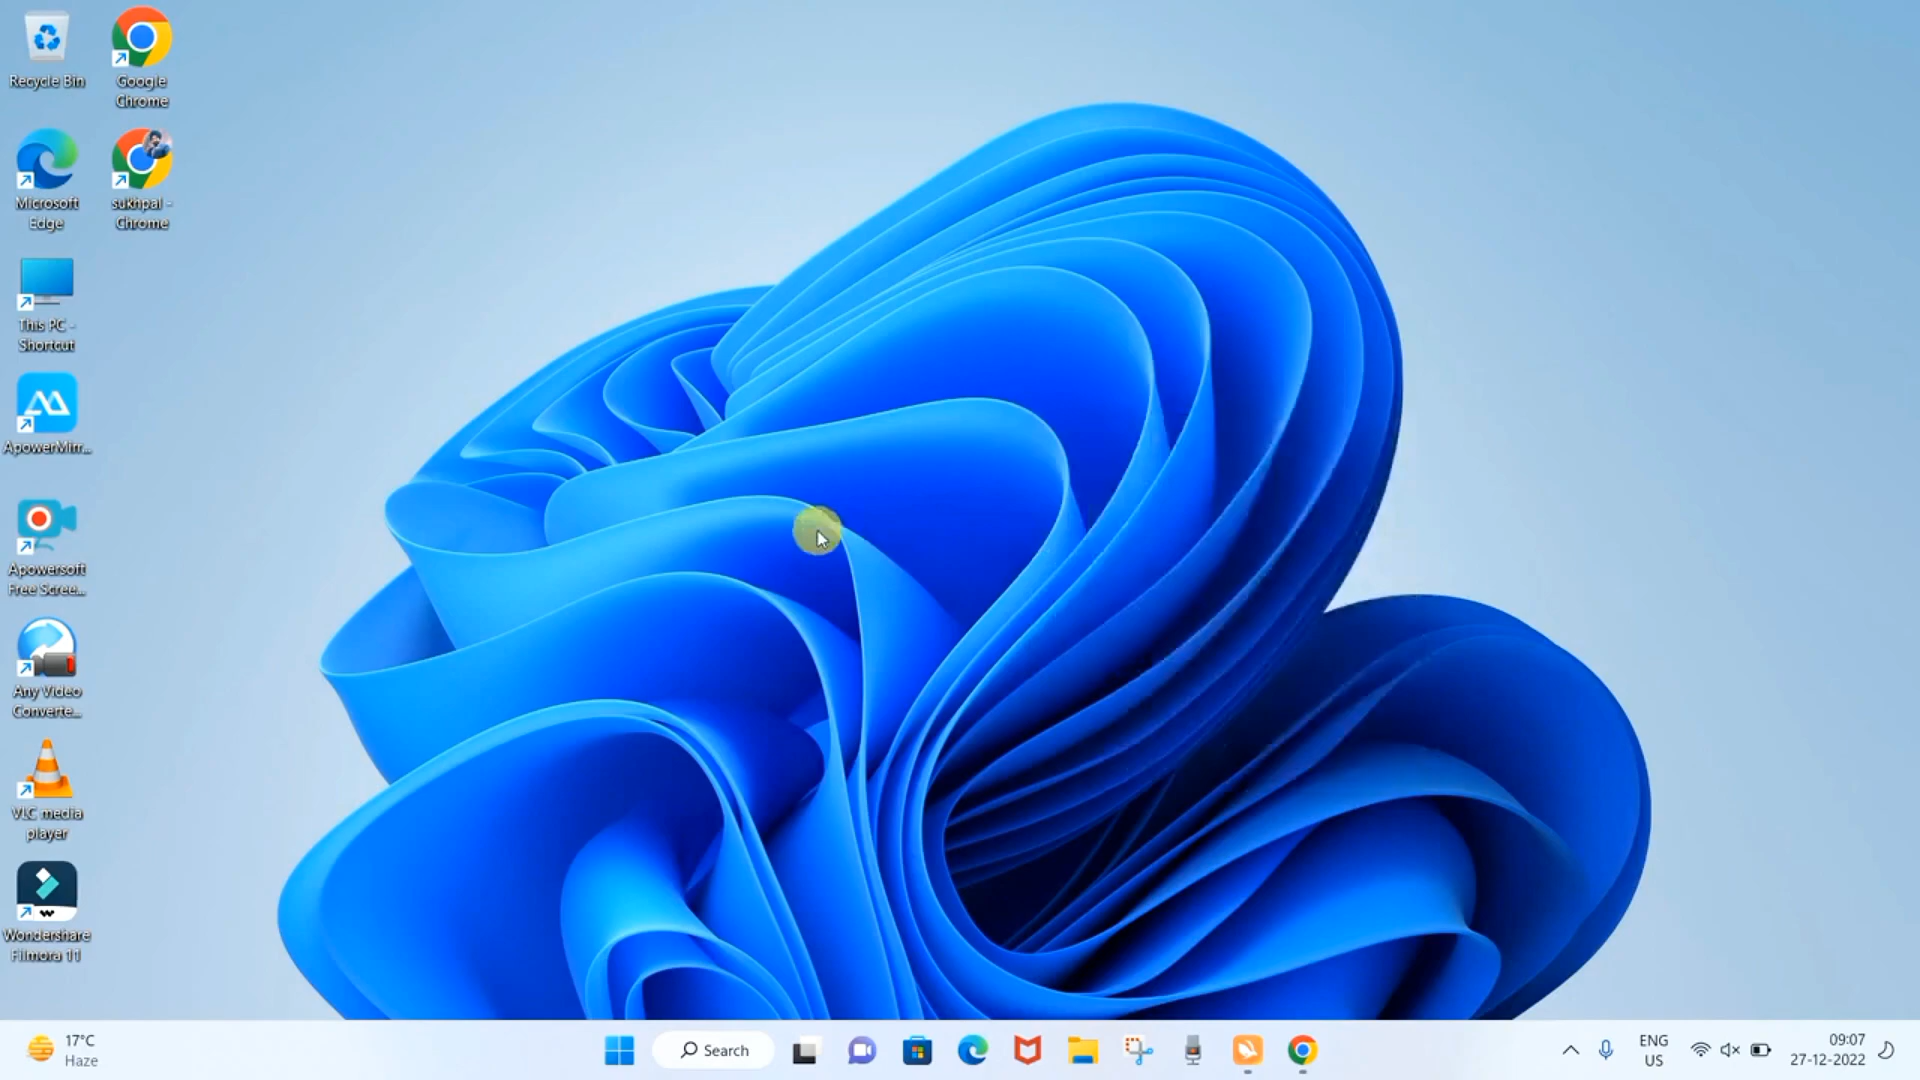 Recycle Bin
Google
Chrome
Microsoft
Edge
sukhpal -
Chrome
This PC -
Shortcut
ApowerMirr...
Apowersoft
Free Scree...
Any Video
Converte...
VLC media
player
Wondershare
Filmora 11
17°C
Haze
Search
ENG
US
09:07
27-12-2022